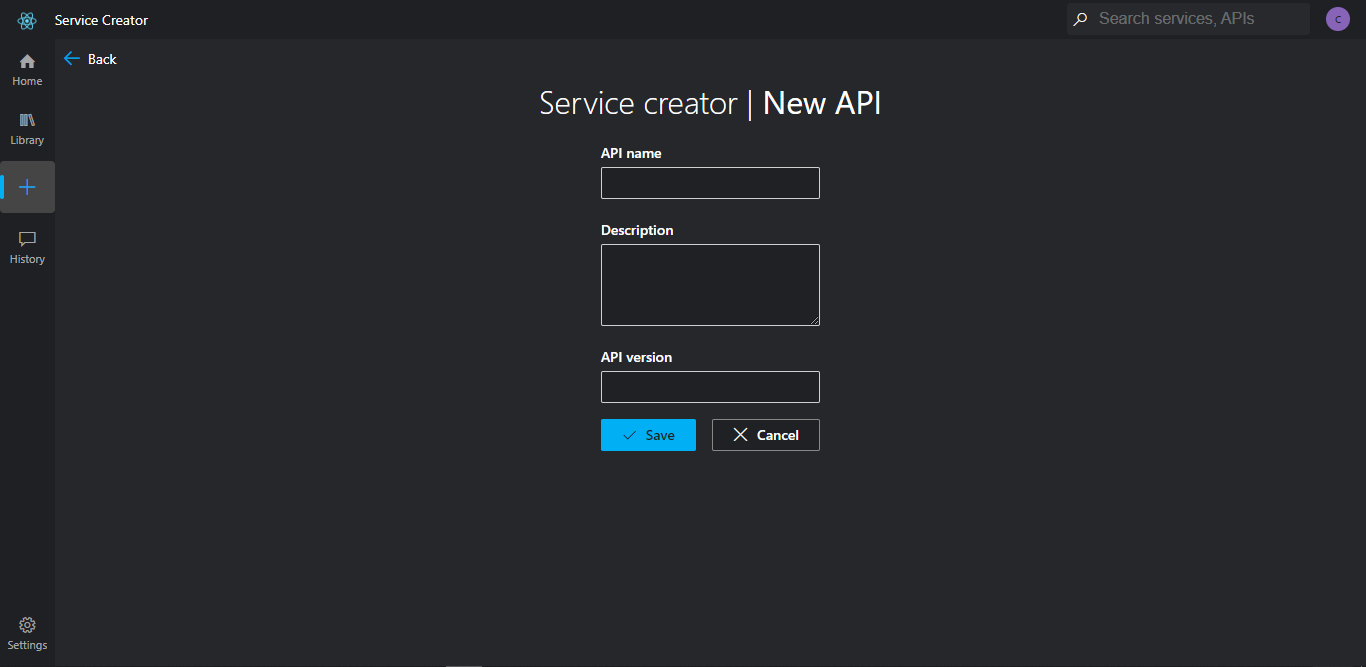 Service Creator
Search services, APIs
C
Home
Back
Service creator | New API
Library
API name
History
Description
API version
Save
Cancel
Settings